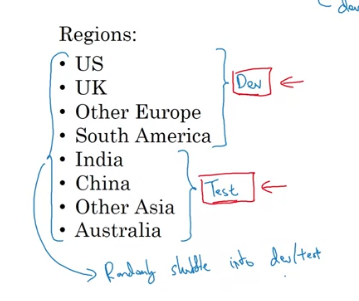 dev
Regions:
• US
• UK
• Other Europe
• South America
Dev
• India
• China
• Other Asia
• Australia
Test
Randomly shuffle into dev/test